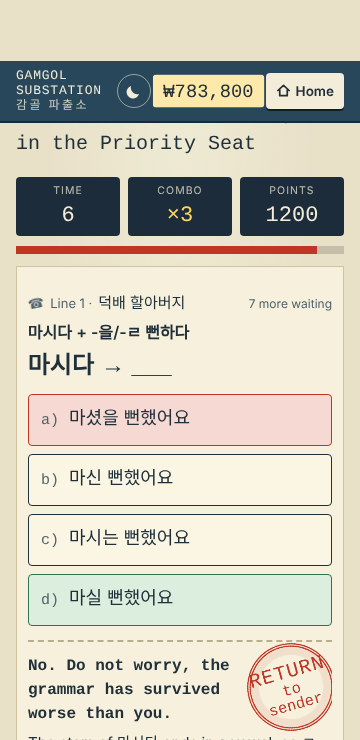 GAMGOL
SUBSTATION
감골 파출소
₩783,800
Home
in the Priority Seat
TIME
6
COMBO
×3
POINTS
1200
☎ Line 1 · 덕배 할아버지
7 more waiting
마시다 + -을/-ㄹ 뻔하다
마시다 → ___
a) 마셨을 뻔했어요
b) 마신 뻔했어요
c) 마시는 뻔했어요
d) 마실 뻔했어요
No. Do not worry, the
grammar has survived
worse than you.
RETURN
to
sender